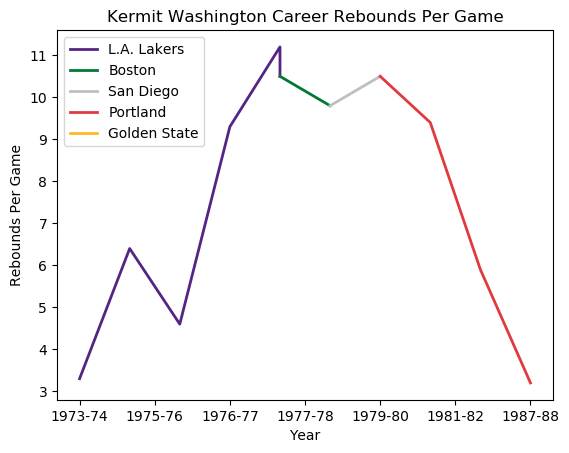 Kermit Washington Career Rebounds Per Game
L.A. Lakers
Boston
San Diego
Portland
Golden State
Rebounds Per Game
11
10
9
8
7
6
5
4
3
1973-74 1975-76 1976-77 1977-78 1979-80 1981-82 1987-88
Year